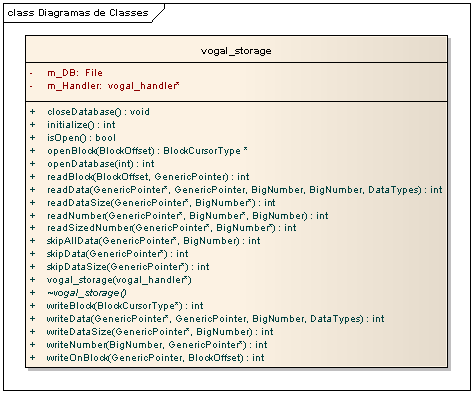 class Diagramas de Classes
vogal_storage
- m_DB: File
- m_Handler: vogal_handler*
+ closeDatabase() : void
+ initialize() : int
+ isOpen() : bool
+ openBlock(BlockOffset) : BlockCursorType *
+ openDatabase(int) : int
+ readBlock(BlockOffset, GenericPointer) : int
+ readData(GenericPointer*, GenericPointer, BigNumber, BigNumber, DataTypes) : int
+ readDataSize(GenericPointer*, BigNumber*) : int
+ readNumber(GenericPointer*, BigNumber*, BigNumber) : int
+ readSizedNumber(GenericPointer*, BigNumber*) : int
+ skipAllData(GenericPointer*, BigNumber) : int
+ skipData(GenericPointer*) : int
+ skipDataSize(GenericPointer*) : int
+ vogal_storage(vogal_handler*)
+ ~vogal_storage()
+ writeBlock(BlockCursorType*) : int
+ writeData(GenericPointer*, GenericPointer, BigNumber, DataTypes) : int
+ writeDataSize(GenericPointer*, BigNumber) : int
+ writeNumber(BigNumber, GenericPointer*) : int
+ writeOnBlock(GenericPointer, BlockOffset) : int